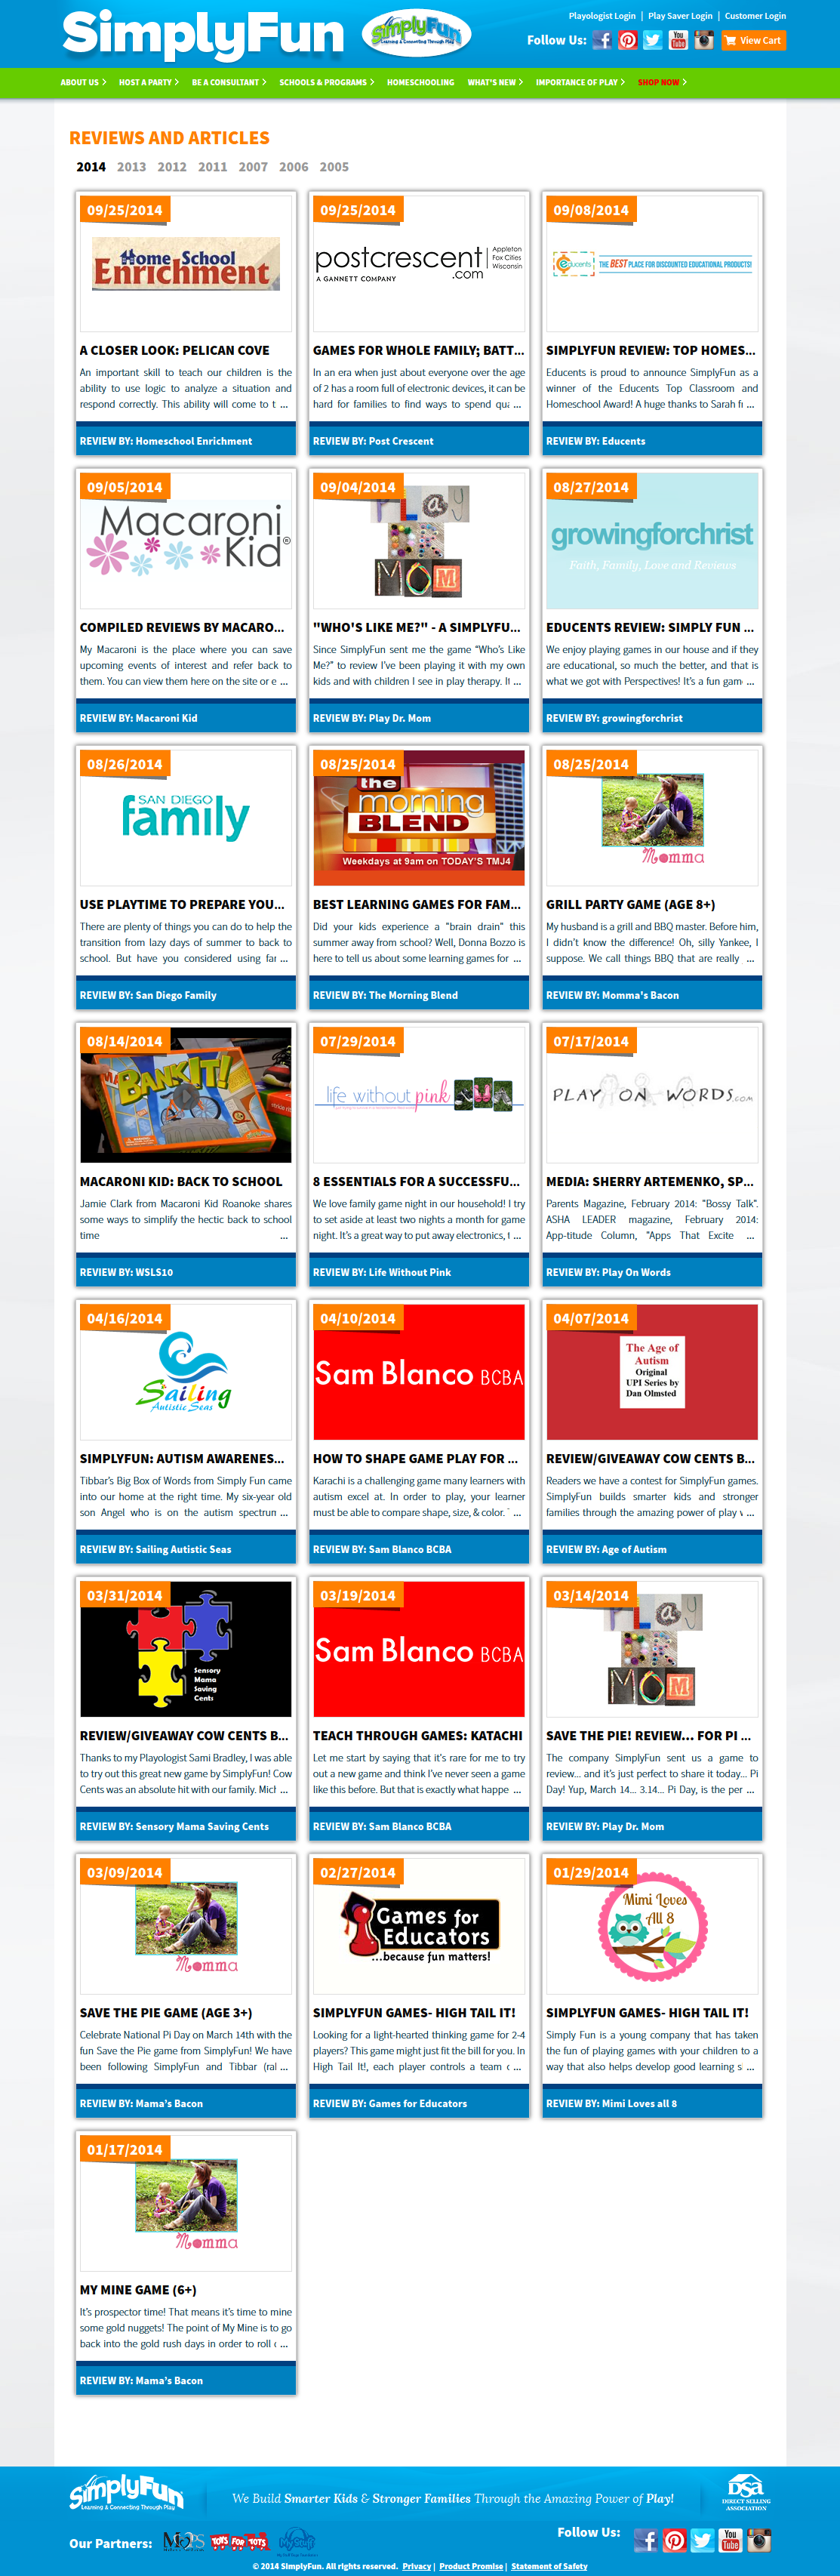 SimplyFun
SimplyFun
Learning & Connecting Through Play
Playologist Login | Play Saver Login | Customer Login
Follow Us:
You Tube
View Cart
ABOUT US HOST A PARTY BE A CONSULTANT SCHOOLS & PROGRAMS HOMESCHOOLING WHAT'S NEW IMPORTANCE OF PLAY SHOP NOW
REVIEWS AND ARTICLES
2014 2013 2012 2011 2007 2006 2005
09/25/2014
Home School
Enrichment
A CLOSER LOOK: PELICAN COVE
An important skill to teach our children is the
ability to use logic to analyze a situation and
respond correctly. This ability will come to t ...
REVIEW BY: Homeschool Enrichment
09/25/2014
postcrescent
.com
A GANNETT COMPANY
Appleton
Fox Cities
Wisconsin
GAMES FOR WHOLE FAMILY; BATT...
In an era when just about everyone over the age
of 2 has a room full of electronic devices, it can be
hard for families to find ways to spend qua ...
REVIEW BY: Post Crescent
09/08/2014
educents
THE BEST PLACE FOR DISCOUNTED EDUCATIONAL PRODUCTS!
SIMPLYFUN REVIEW: TOP HOMES...
Educents is proud to announce SimplyFun as a
winner of the Educents Top Classroom and
Homeschool Award! A huge thanks to Sarah fr ...
REVIEW BY: Educents
09/05/2014
Macaroni
Kid®
COMPILED REVIEWS BY MACARO...
My Macaroni is the place where you can save
upcoming events of interest and refer back to
them. You can view them here on the site or e ...
REVIEW BY: Macaroni Kid
09/04/2014
PLay
MOM
"WHO'S LIKE ME?" - A SIMPLYFU...
Since SimplyFun sent me the game "Who's Like
Me?" to review I've been playing it with my own
kids and with children I see in play therapy. It ...
REVIEW BY: Play Dr. Mom
08/27/2014
growingforchrist
Faith, Family, Love and Reviews
EDUCENTS REVIEW: SIMPLY FUN ...
We enjoy playing games in our house and if they
are educational, so much the better, and that is
what we got with Perspectives! It's a fun gam ...
REVIEW BY: growingforchrist
08/26/2014
SAN DIEGO
family
USE PLAYTIME TO PREPARE YOU...
There are plenty of things you can do to help the
transition from lazy days of summer to back to
school. But have you considered using far ...
REVIEW BY: San Diego Family
08/25/2014
the
morning
BLEND
Weekdays at 9am on TODAY'S TMJ4
BEST LEARNING GAMES FOR FAM...
Did your kids experience a "brain drain" this
summer away from school? Well, Donna Bozzo is
here to tell us about some learning games for ...
REVIEW BY: The Morning Blend
08/25/2014
Momma
GRILL PARTY GAME (AGE 8+)
My husband is a grill and BBQ master. Before him,
I didn't know the difference! Oh, silly Yankee, I
suppose. We call things BBQ that are really ...
REVIEW BY: Momma's Bacon
08/14/2014
BANK IT!
MACARONI KID: BACK TO SCHOOL
Jamie Clark from Macaroni Kid Roanoke shares
some ways to simplify the hectic back to school
time ...
REVIEW BY: WSLS10
07/29/2014
life without pink
8 ESSENTIALS FOR A SUCCESSFU...
We love family game night in our household! I try
to set aside at least two nights a month for game
night. It's a great way to put away electronics, t ...
REVIEW BY: Life Without Pink
07/17/2014
PLAY ON WORDS.COM
MEDIA: SHERRY ARTEMENKO, SP...
Parents Magazine, February 2014: "Bossy Talk".
ASHA LEADER magazine, February 2014:
App-titude Column, "Apps That Excite ...
REVIEW BY: Play On Words
04/16/2014
Sailing
Autistic Seas
SIMPLYFUN: AUTISM AWARENES...
Tibbar's Big Box of Words from Simply Fun came
into our home at the right time. My six-year old
son Angel who is on the autism spectrum ...
REVIEW BY: Sailing Autistic Seas
04/10/2014
Sam Blanco BCBA
HOW TO SHAPE GAME PLAY FOR ...
Karachi is a challenging game many learners with
autism excel at. In order to play, your learner
must be able to compare shape, size, & color. ...
REVIEW BY: Sam Blanco BCBA
04/07/2014
The Age of
Autism
Original
UPI Series by
Dan Olmsted
REVIEW/GIVEAWAY COW CENTS B...
Readers we have a contest for SimplyFun games.
SimplyFun builds smarter kids and stronger
families through the amazing power of play v ...
REVIEW BY: Age of Autism
03/31/2014
Sensory
Mama
Saving
Cents
REVIEW/GIVEAWAY COW CENTS B...
Thanks to my Playologist Sami Bradley, I was able
to try out this great new game by SimplyFun! Cow
Cents was an absolute hit with our family. Mich ...
REVIEW BY: Sensory Mama Saving Cents
03/19/2014
Sam Blanco BCBA
TEACH THROUGH GAMES: KATACHI
Let me start by saying that it's rare for me to try
out a new game and think I've never seen a game
like this before. But that is exactly what happe ...
REVIEW BY: Sam Blanco BCBA
03/14/2014
PLay
MOM
SAVE THE PIE! REVIEW... FOR PI ...
The company SimplyFun sent us a game to
review... and it's just perfect to share it today... Pi
Day! Yup, March 14... 3.14... Pi Day, is the per ...
REVIEW BY: Play Dr. Mom
03/09/2014
Momma
SAVE THE PIE GAME (AGE 3+)
Celebrate National Pi Day on March 14th with the
fun Save the Pie game from SimplyFun! We have
been following SimplyFun and Tibbar (ral ...
REVIEW BY: Mama's Bacon
02/27/2014
Games for
Educators
...because fun matters!
SIMPLYFUN GAMES- HIGH TAIL IT!
Looking for a light-hearted thinking game for 2-4
players? This game might just fit the bill for you. In
High Tail It!, each player controls a team c ...
REVIEW BY: Games for Educators
01/29/2014
Mimi Loves
All 8
SIMPLYFUN GAMES- HIGH TAIL IT!
Simply Fun is a young company that has taken
the fun of playing games with your children to a
way that also helps develop good learning s ...
REVIEW BY: Mimi Loves all 8
01/17/2014
Momma
MY MINE GAME (6+)
It's prospector time! That means it's time to mine
some gold nuggets! The point of My Mine is to go
back into the gold rush days in order to roll ...
REVIEW BY: Mama's Bacon
SimplyFun
Learning & Connecting Through Play
We Build Smarter Kids & Stronger Families Through the Amazing Power of Play!
DSA
DIRECT SELLING
ASSOCIATION
Our Partners:
TOYS FOR TOTS
Follow Us:
You Tube
© 2014 SimplyFun. All rights reserved. Privacy | Product Promise | Statement of Safety